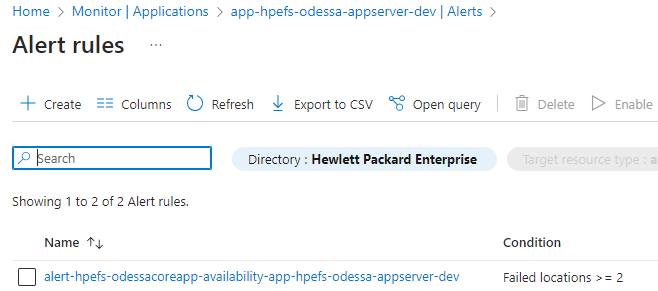 Home > Monitor | Applications > app-hpefs-odessa-appserver-dev | Alerts >
Alert rules ...
+ Create Columns Refresh Export to CSV Open query Delete Enable
Search Directory : Hewlett Packard Enterprise Target resource type : a
Showing 1 to 2 of 2 Alert rules.
Name ↑↓ Condition
alert-hpefs-odessacoreapp-availability-app-hpefs-odessa-appserver-dev Failed locations >= 2